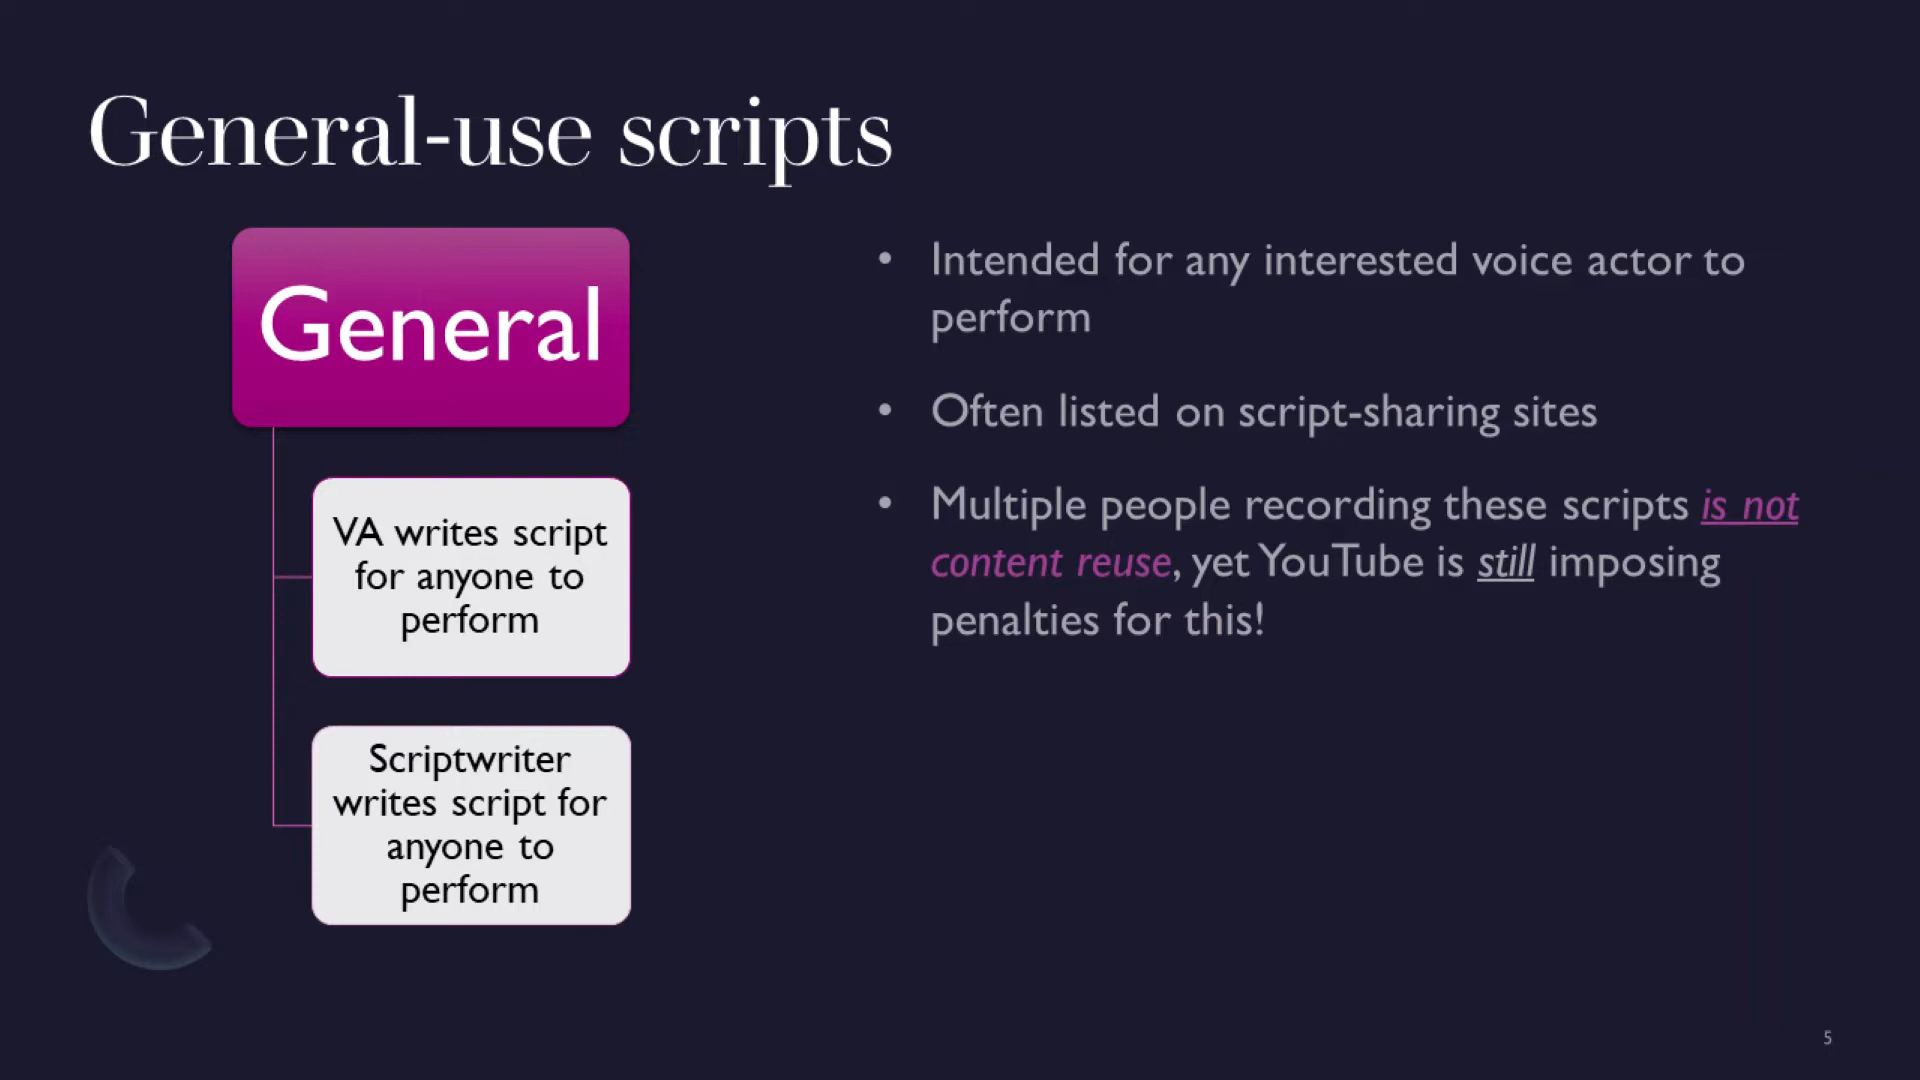 General-use scripts
General
VA writes script
for anyone to
perform
Scriptwriter
writes script for
anyone to
perform
• Intended for any interested voice actor to
perform
• Often listed on script-sharing sites
• Multiple people recording these scripts is not
content reuse, yet YouTube is still imposing
penalties for this!
5